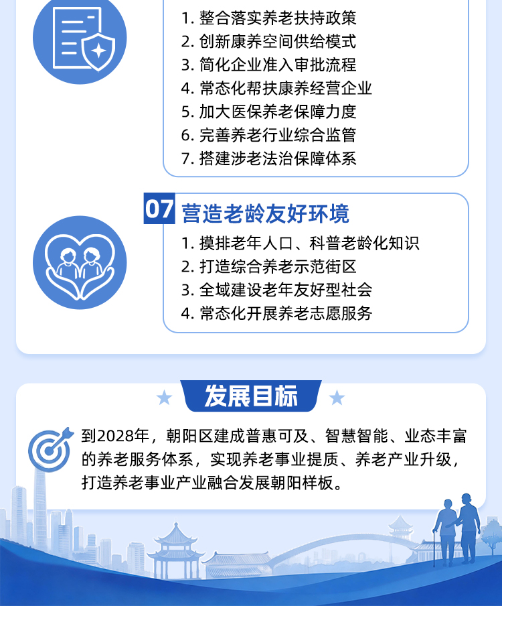 1. 整合落实养老扶持政策
2. 创新康养空间供给模式
3. 简化企业准入审批流程
4. 常态化帮扶康养经营企业
5. 加大医保养老保障力度
6. 完善养老行业综合监管
7. 搭建涉老法治保障体系
07 营造老龄友好环境
1. 摸排老年人口、科普老龄化知识
2. 打造综合养老示范街区
3. 全域建设老年友好型社会
4. 常态化开展养老志愿服务
发展目标
到2028年，朝阳区建成普惠可及、智慧智能、业态丰富
的养老服务体系，实现养老事业提质、养老产业升级，
打造养老事业产业融合发展朝阳样板。